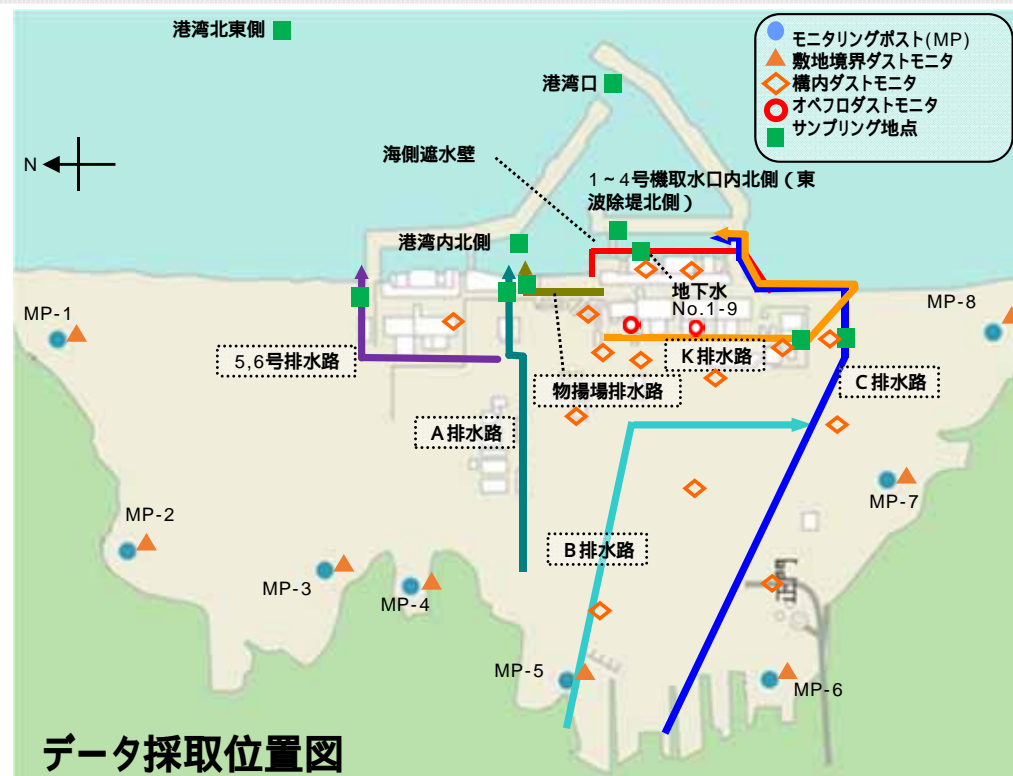 港湾北東側
モニタリングポスト(MP)
敷地境界ダストモニタ
構内ダストモニタ
オペフロダストモニタ
サンプリング地点
港湾口
N
海側遮水壁
1～4号機取水口内北側（東
波除堤北側）
港湾内北側
地下水
No.1-9
MP-1
MP-8
5,6号排水路
K排水路
物揚場排水路
C排水路
A排水路
MP-7
MP-2
B排水路
MP-3
MP-4
MP-5
MP-6
データ採取位置図